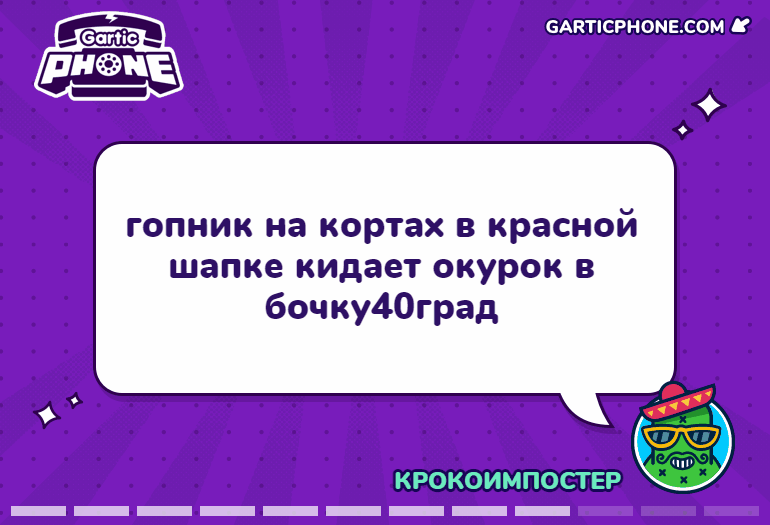 Gartic
PHONE
GARTICPHONE.COM
гопник на кортах в красной
шапке кидает окурок в
бочку40град
КРОКОИМПОСТЕР